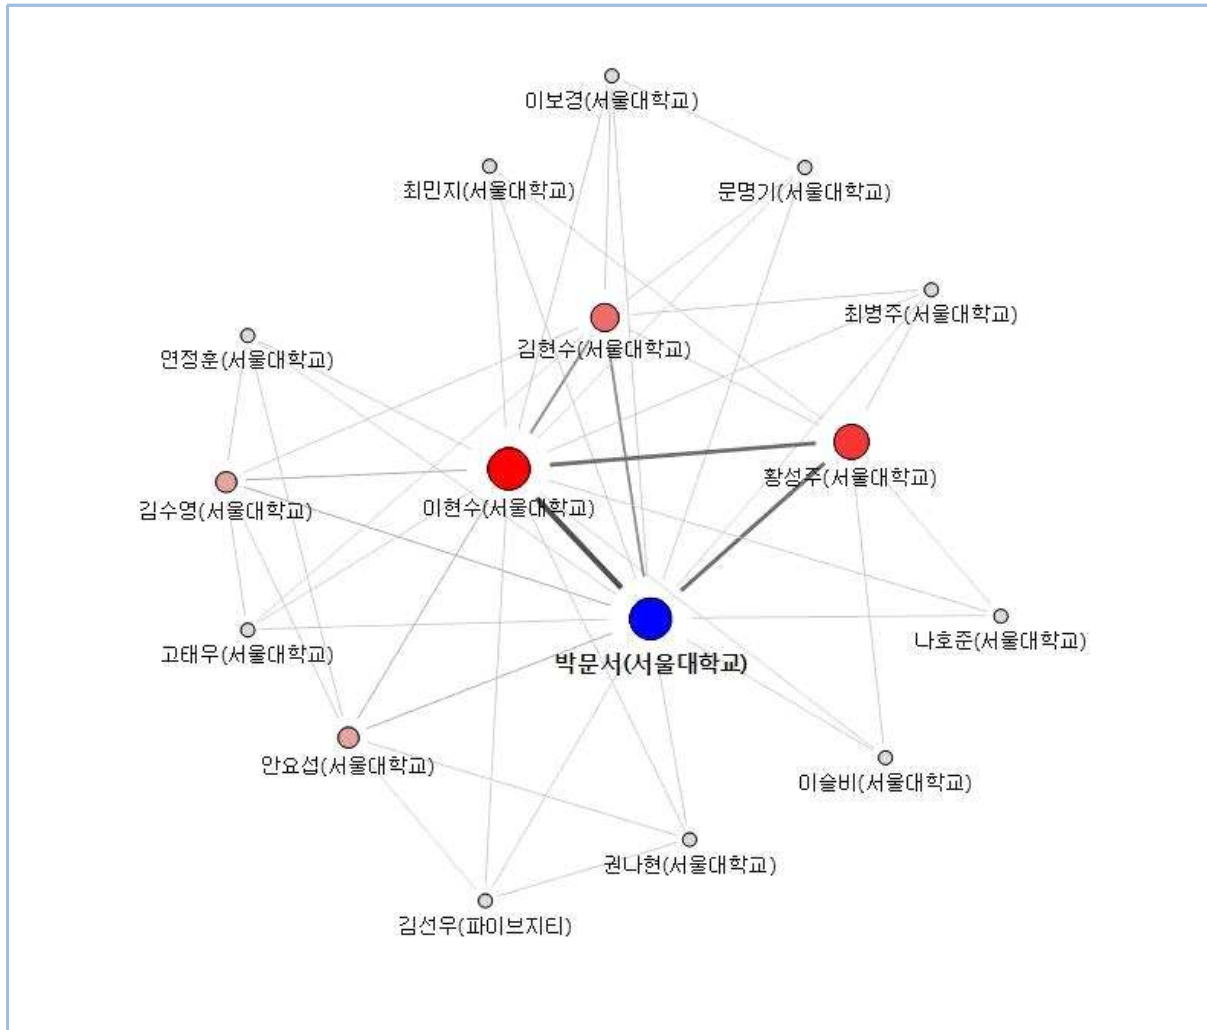 이보경(서울대학교)
최민지(서울대학교)
문명기(서울대학교)
최병주(서울대학교)
김현수(서울대학교)
연정훈(서울대학교)
황성주(서울대학교)
김수영(서울대학교)
이현수(서울대학교)
나호준(서울대학교)
고태우(서울대학교)
박문서(서울대학교)
안요섭(서울대학교)
이슬비(서울대학교)
권나현(서울대학교)
김선우(파이브지티)